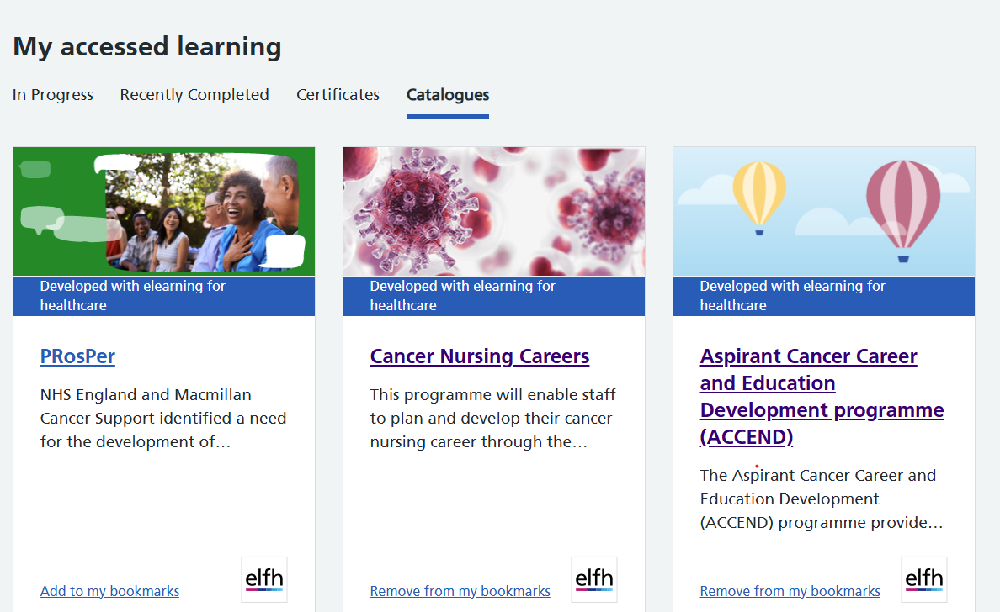 My accessed learning
In Progress
Recently Completed
Certificates
Catalogues
Developed with elearning for
healthcare
PRosPer
NHS England and Macmillan
Cancer Support identified a need
for the development of…
Add to my bookmarks
elfh
Developed with elearning for
healthcare
Cancer Nursing Careers
This programme will enable staff
to plan and develop their cancer
nursing career through the…
Remove from my bookmarks
elfh
Developed with elearning for
healthcare
Aspirant Cancer Career
and Education
Development programme
(ACCEND)
The Aspirant Cancer Career and
Education Development
(ACCEND) programme provide…
Remove from my bookmarks
elfh